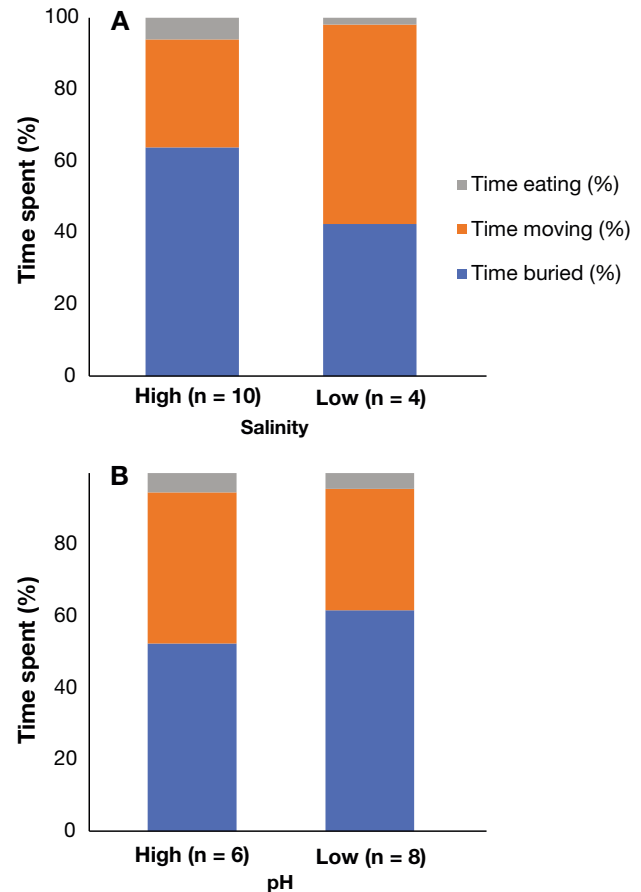 A
100
80
60
40
20
0
Time spent (%)
Time eating (%)
Time moving (%)
Time buried (%)
High (n = 10) Low (n = 4)
Salinity
B
80
60
40
20
0
Time spent (%)
High (n = 6) Low (n = 8)
pH